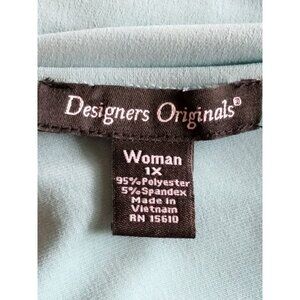 Designers Originals®
Woman
1X
95% Polyester
5% Spandex
Made in
Vietnam
RN 15610